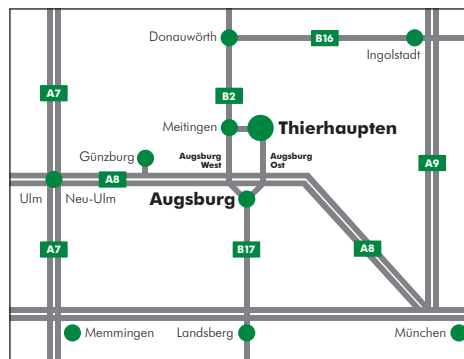 Donauwörth
B16
Ingolstadt
A7
B2
Meitingen
Thierhaupten
Günzburg
Augsburg
West
Augsburg
Ost
A9
A8
Ulm
Neu-Ulm
Augsburg
A7
B17
A8
Memmingen
Landsberg
München